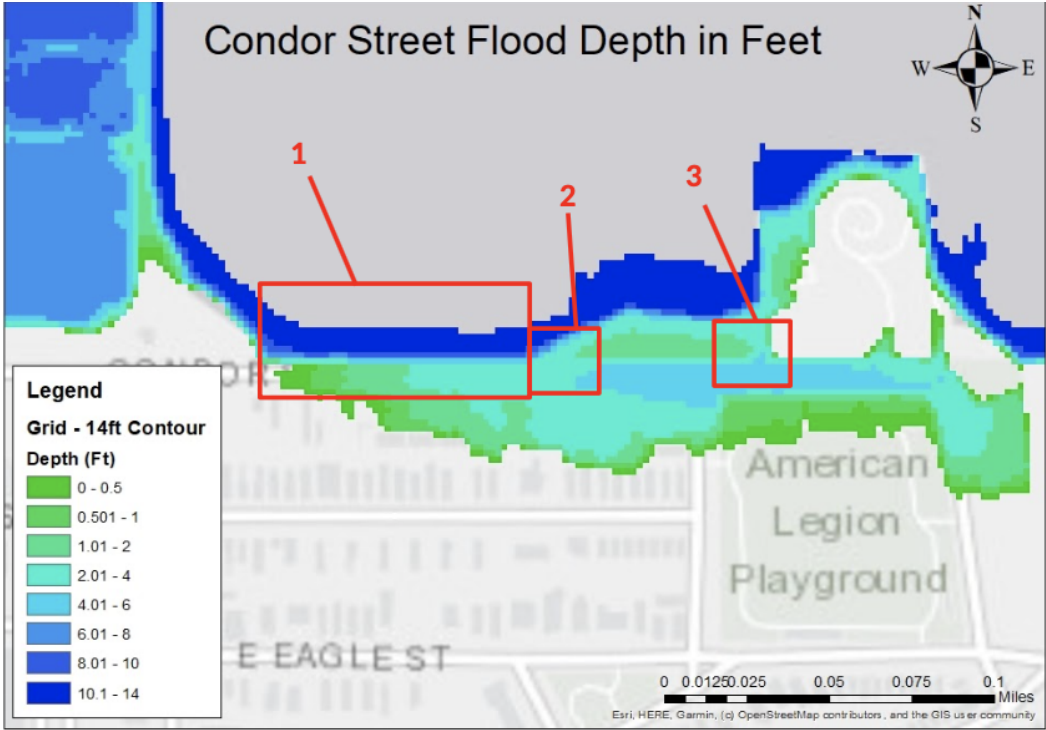 Condor Street Flood Depth in Feet
N
W E
S
1
2
3
CONDOR
Legend
Grid - 14ft Contour
Depth (Ft)
0 - 0.5
0.501 - 1
1.01 - 2
2.01 - 4
4.01 - 6
6.01 - 8
8.01 - 10
10.1 - 14
American
Legion
Playground
E EAGLE ST
0 0.01250.025 0.05 0.075 0.1
Miles
Esri, HERE, Garmin, (c) OpenStreetMap contributors, and the GIS user community